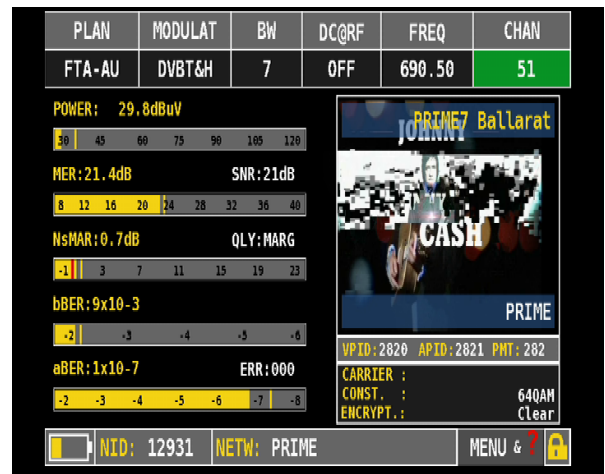 PLAN MODULAT BW DC@RF FREQ CHAN
FTA-AU DVBT&H 7 OFF 690.50 51
POWER: 29.8dBuV
30 45 60 75 90 105 120
MER:21.4dB SNR:21dB
8 12 16 20 24 28 32 36 40
NsMAR:0.7dB QLY:MARG
-1 3 7 11 15 19 23
bBER:9x10-3
-2 -3 -4 -5 -6
aBER:1x10-7 ERR:000
-2 -3 -4 -5 -6 -7 -8
PRIME7 Ballarat
JOHNNY
CASH
PRIME
VPID:2820 APID:2821 PMT:282
CARRIER :
CONST. : 64QAM
ENCRYPT.: Clear
NID: 12931 NETW: PRIME MENU & ?